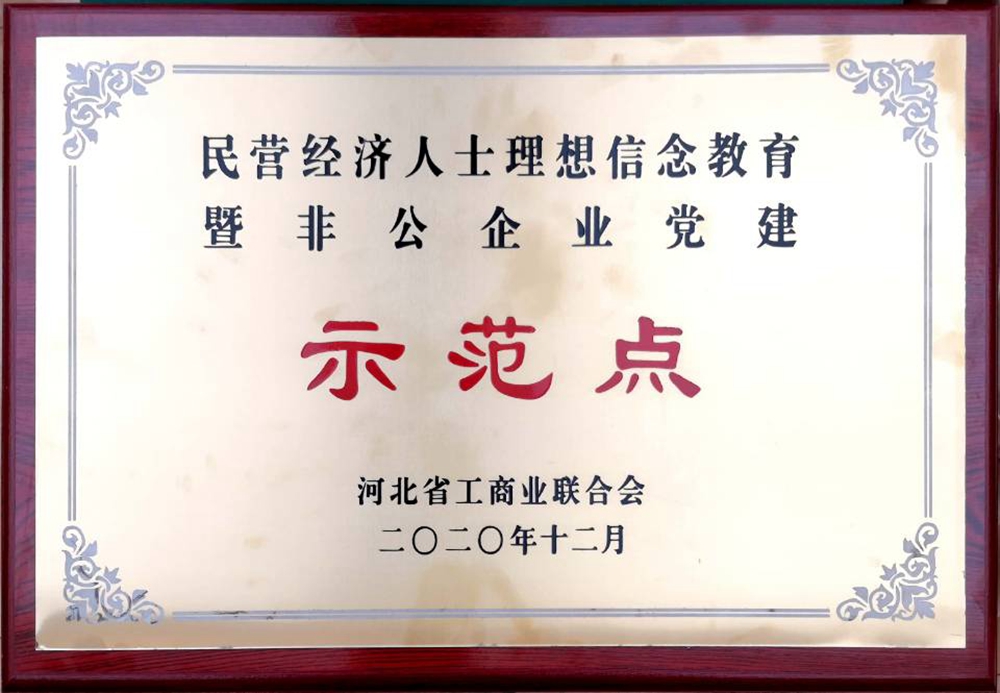 民营经济人士理想信念教育
暨非公企业党建
示范点
河北省工商业联合会
二〇二〇年十二月